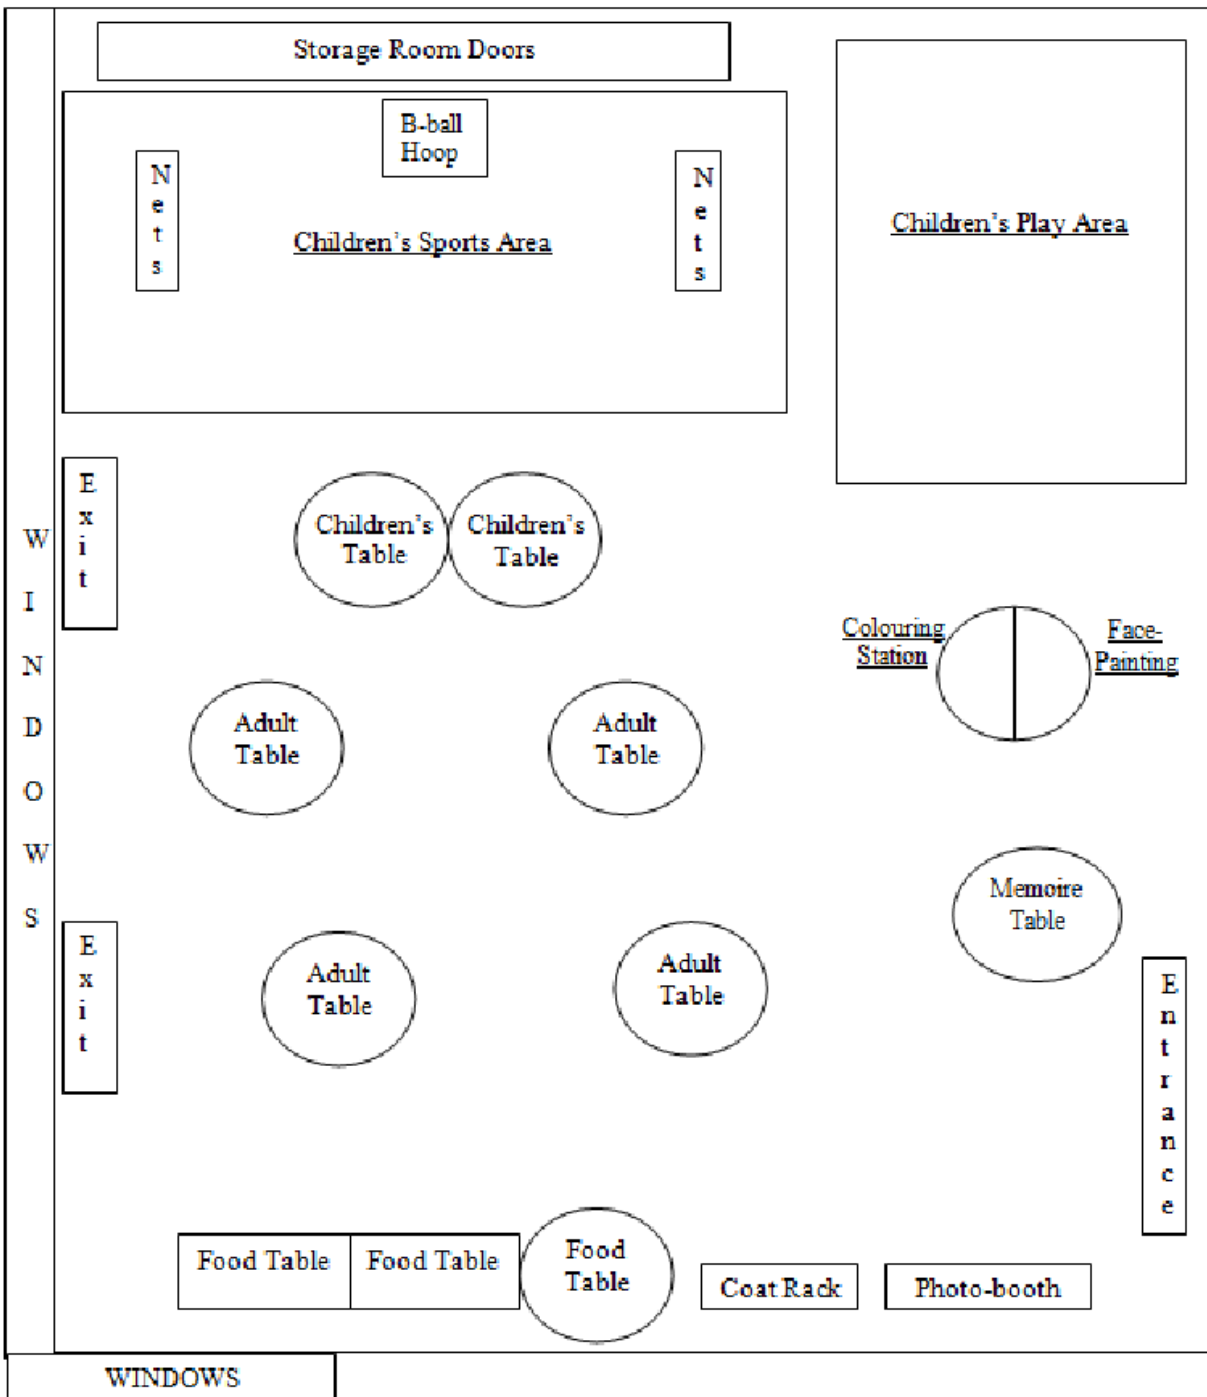 Storage Room Doors
B-ball
Hoop
N
e
t
s
N
e
t
s
Children's Sports Area
Children's Play Area
E
x
i
t
Children's
Table
Children's
Table
W
I
N
D
O
W
S
Colouring
Station
Face-
Painting
Adult
Table
Adult
Table
Memoire
Table
E
x
i
t
Adult
Table
Adult
Table
E
n
t
r
a
n
c
e
Food Table
Food Table
Food
Table
Coat Rack
Photo-booth
WINDOWS